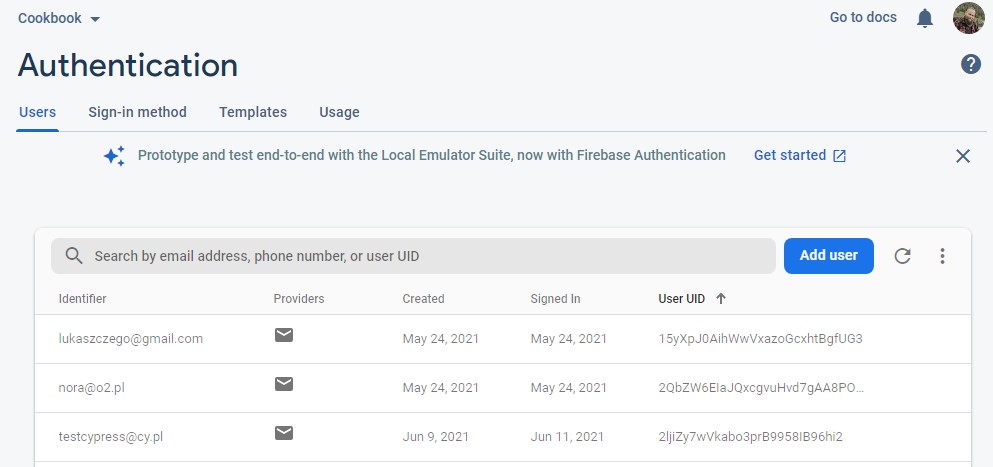 Cookbook Go to docs
Authentication
Users Sign-in method Templates Usage
Prototype and test end-to-end with the Local Emulator Suite, now with Firebase Authentication Get started
Search by email address, phone number, or user UID Add user
Identifier Providers Created Signed In User UID
lukaszczego@gmail.com May 24, 2021 May 24, 2021 15yXpJ0AihWwVxazoGcxhtBgfUG3
nora@o2.pl May 24, 2021 May 24, 2021 2QbZW6EIaJQxcgvuHvd7gAA8PO...
testcypress@cy.pl Jun 9, 2021 Jun 11, 2021 2ljiZy7wVkabo3prB9958IB96hi2